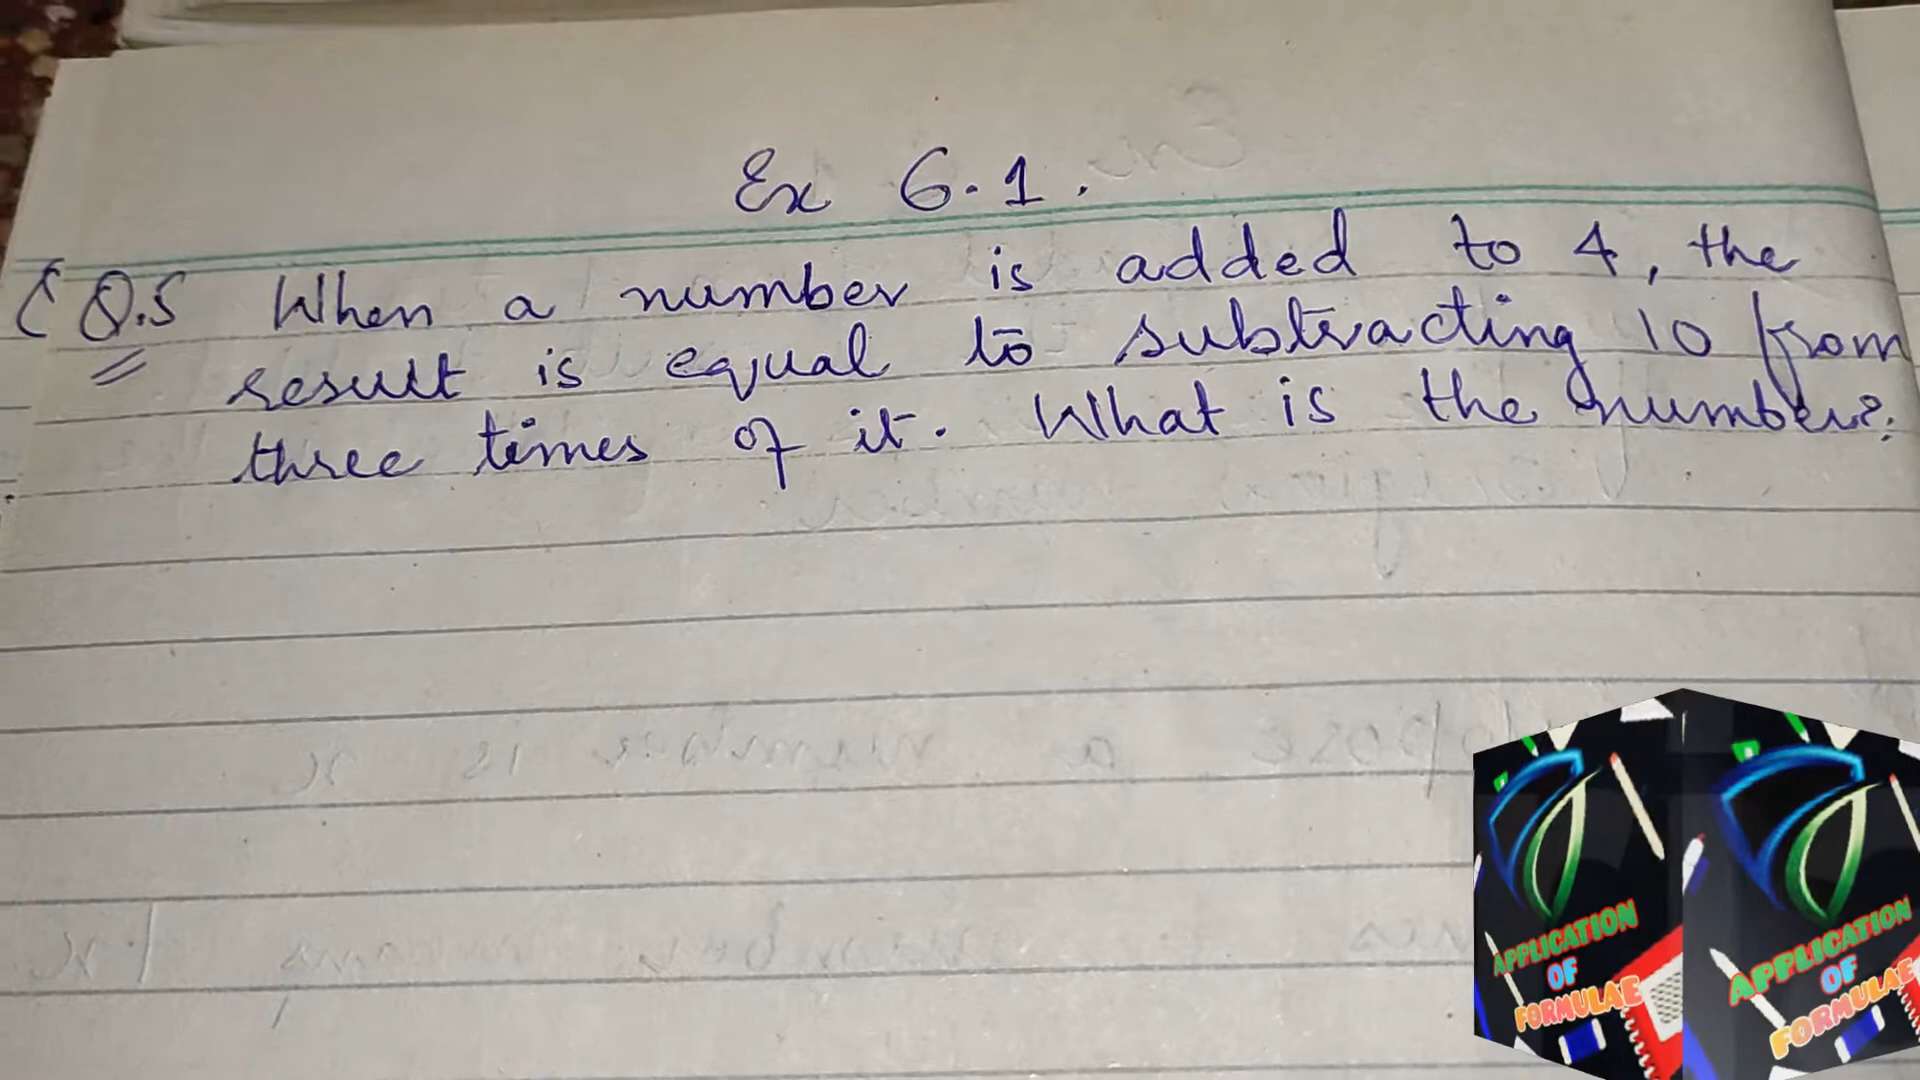 Ex 6.1.
Q.5 When a number is added to 4, the
result is equal to subtracting 10 from
three times of it. What is the number?
APPLICATION
OF
FORMULAE
APPLICATION
OF
FORMULAE